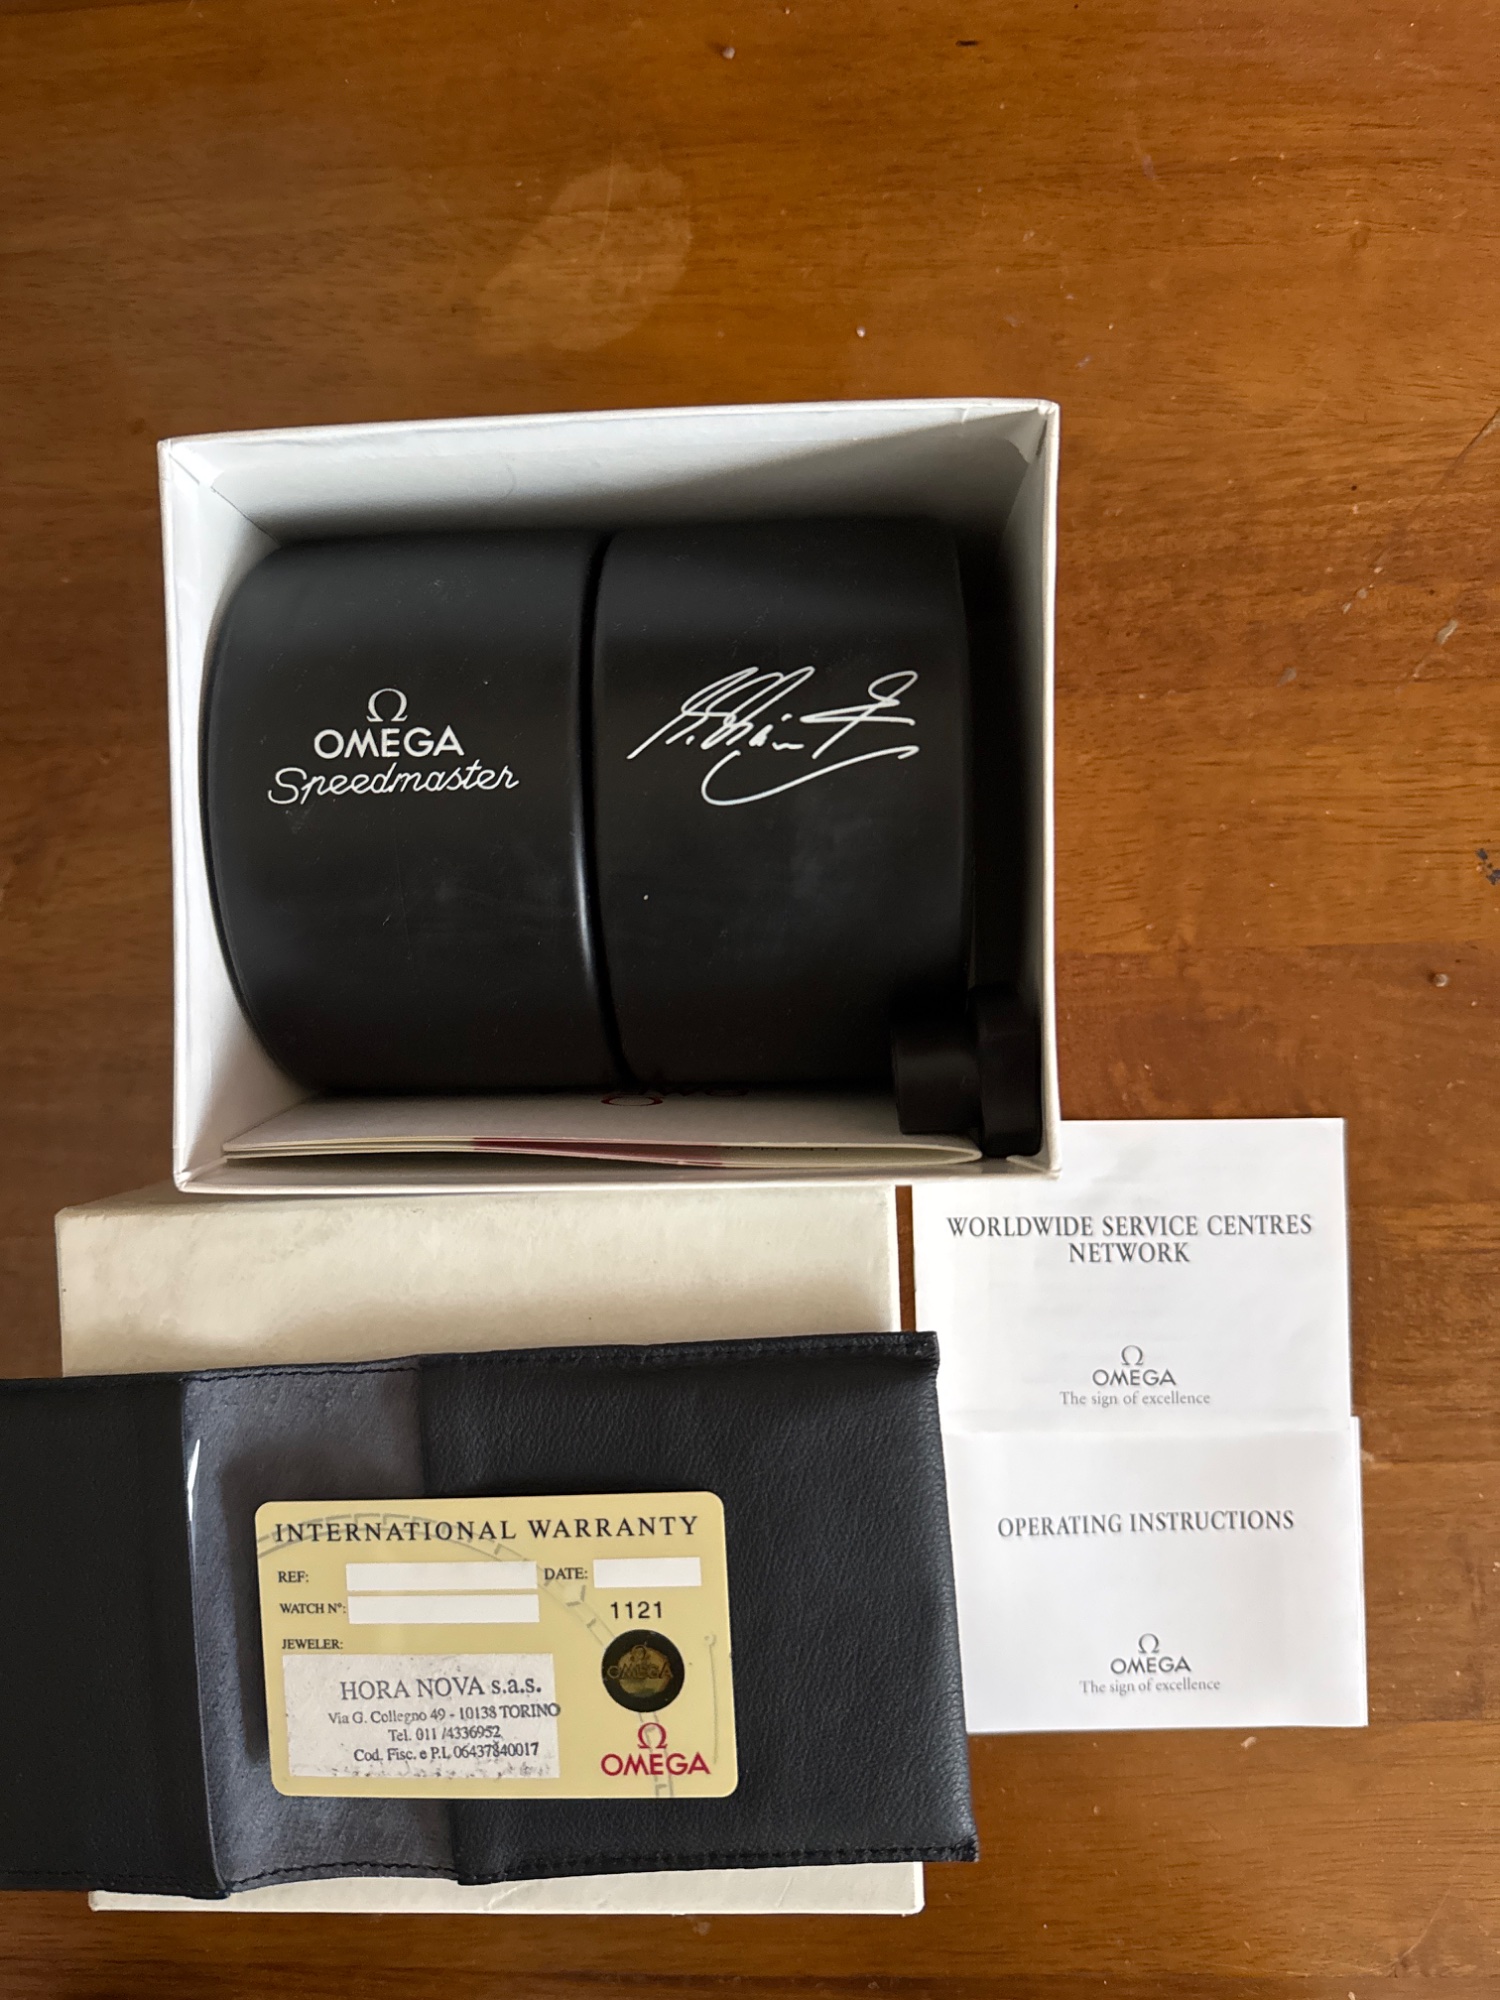 Ω
OMEGA
Speedmaster
WORLDWIDE SERVICE CENTRES
NETWORK
Ω
OMEGA
The sign of excellence
OPERATING INSTRUCTIONS
Ω
OMEGA
The sign of excellence
INTERNATIONAL WARRANTY
REF: DATE:
WATCH Nº:
1121
JEWELER:
HORA NOVA s.a.s.
Via G. Collegno 49 - 10138 TORINO
Tel. 011 /4336952
Cod. Fisc. e P.I. 06437840017
OMEGA
Ω
OMEGA